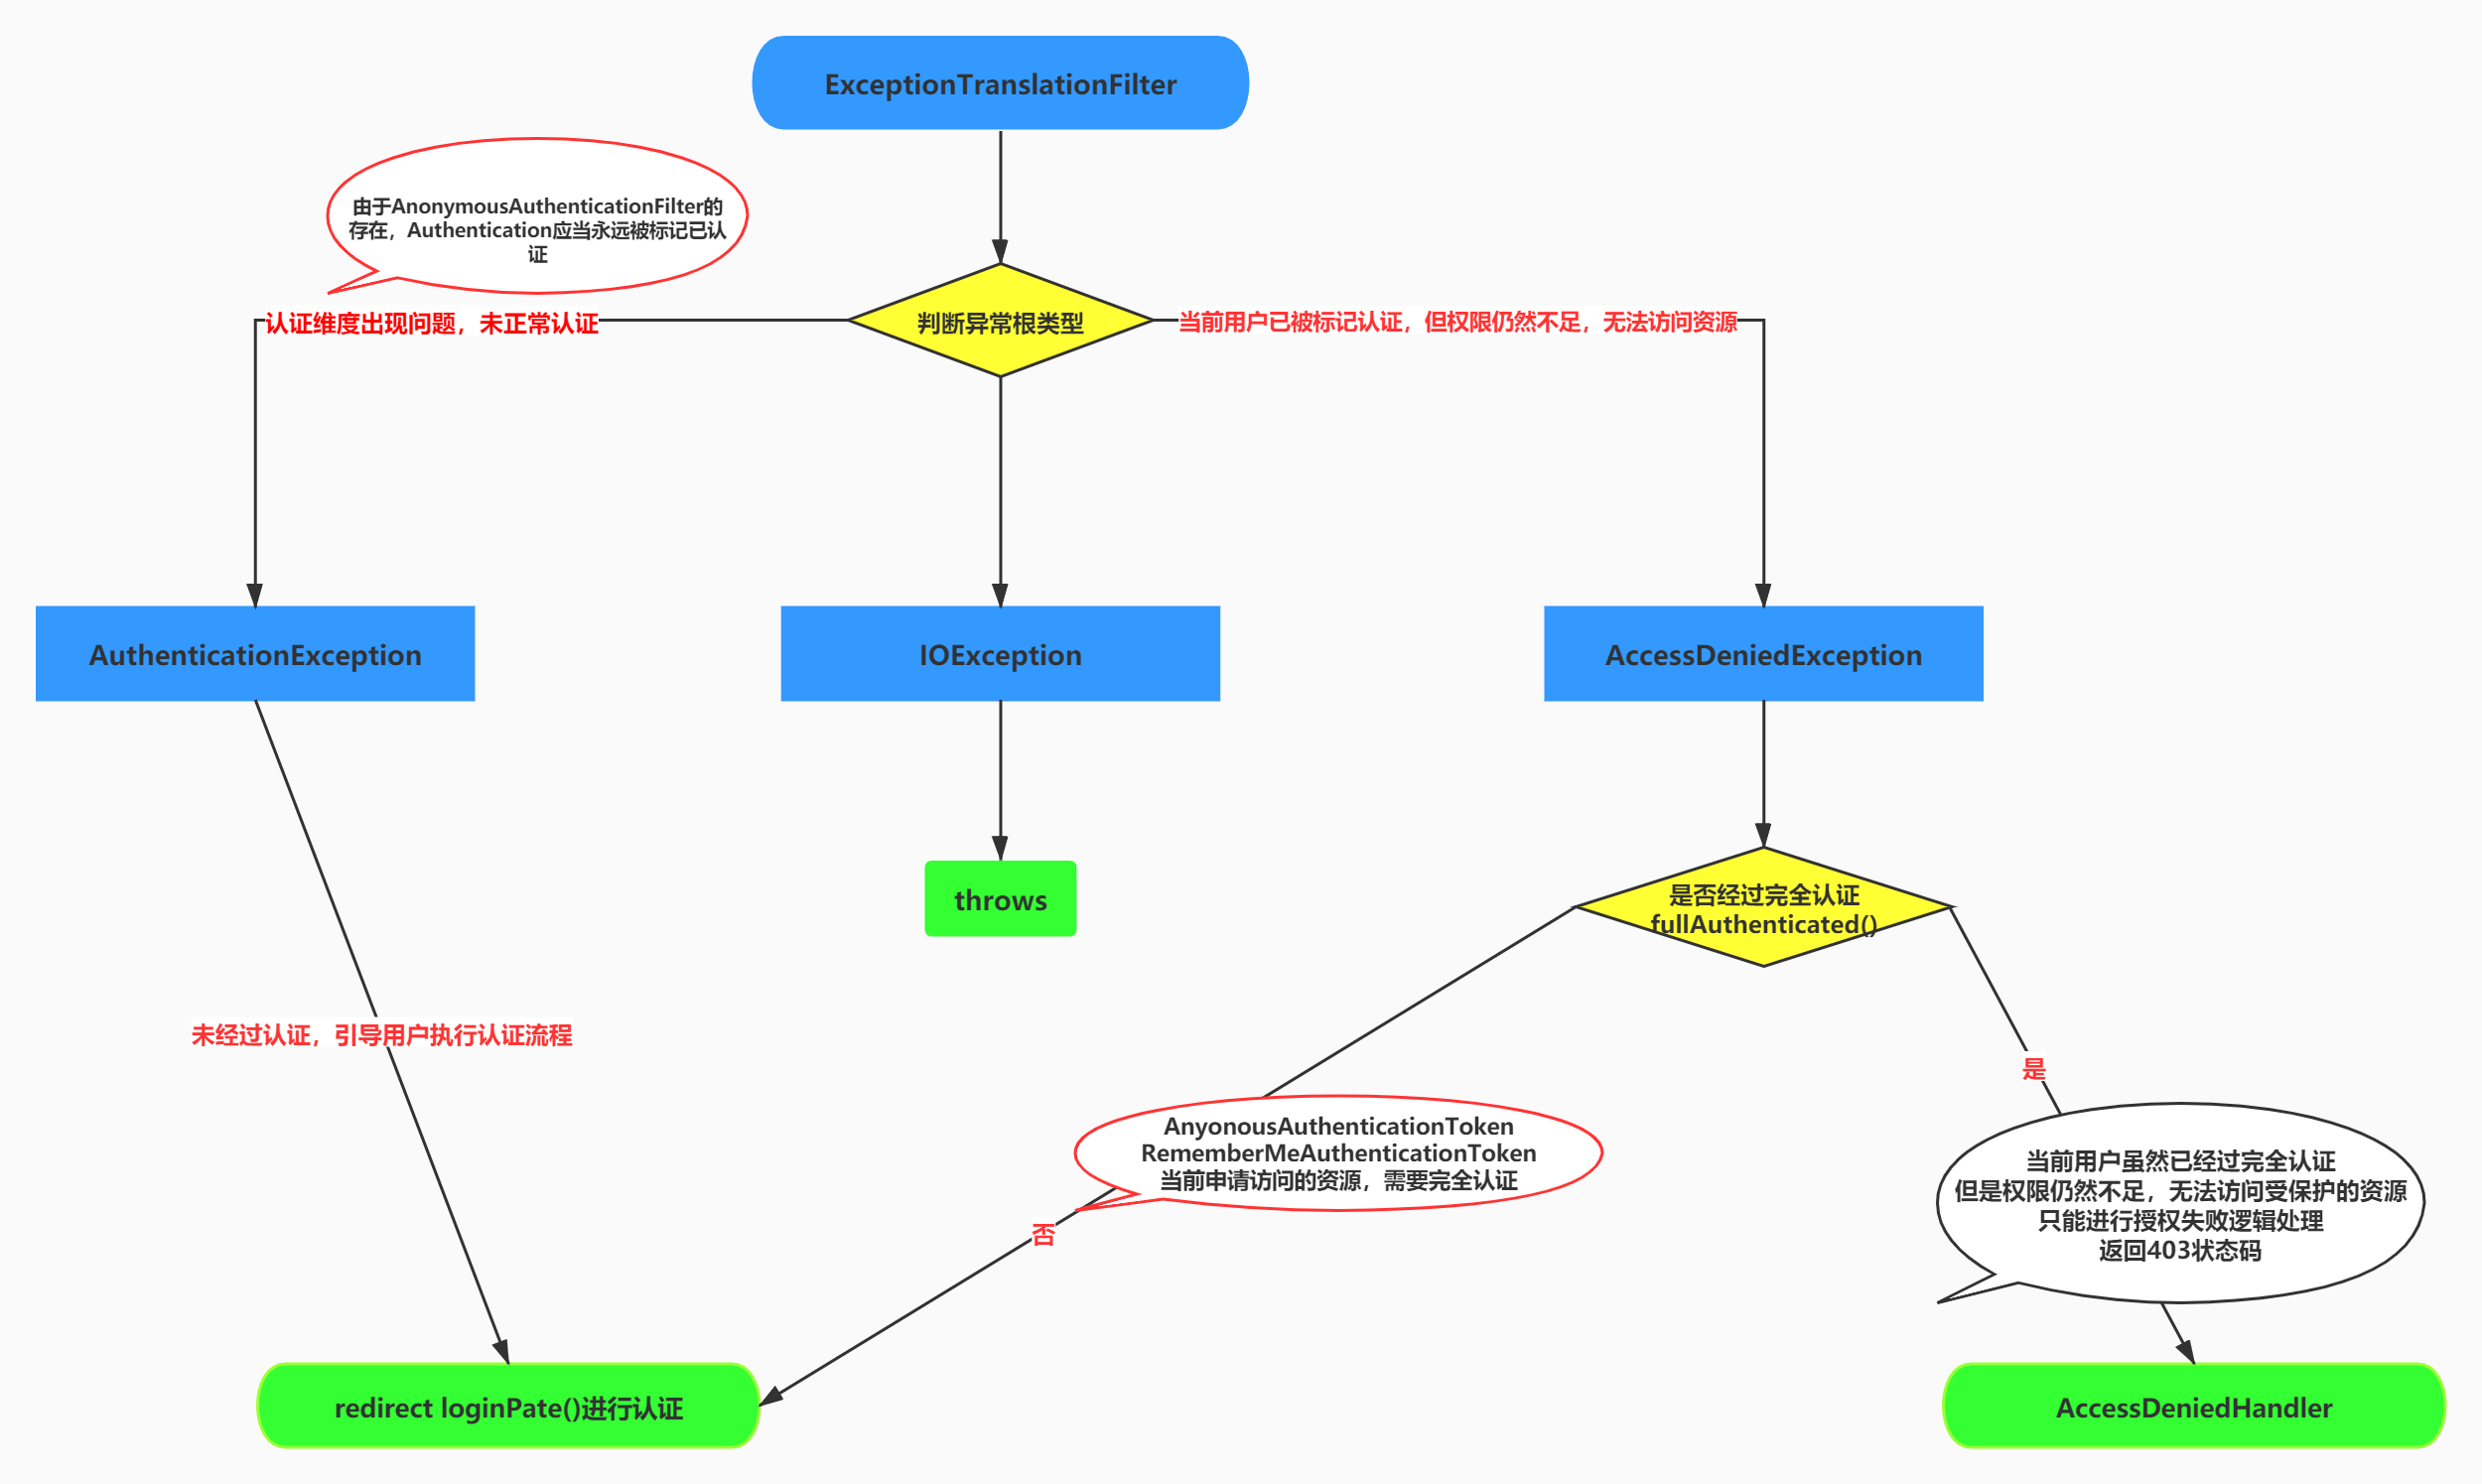 ExceptionTranslationFilter
由于AnonymousAuthenticationFilter的
存在，Authentication应当永远被标记已认
证
认证维度出现问题，未正常认证
判断异常根类型
当前用户已被标记认证，但权限仍然不足，无法访问资源
AuthenticationException
IOException
AccessDeniedException
throws
是否经过完全认证
fullAuthenticated()
未经过认证，引导用户执行认证流程
是
AnyonousAuthenticationToken
RememberMeAuthenticationToken
当前申请访问的资源，需要完全认证
否
当前用户虽然已经过完全认证
但是权限仍然不足，无法访问受保护的资源
只能进行授权失败逻辑处理
返回403状态码
redirect loginPate()进行认证
AccessDeniedHandler